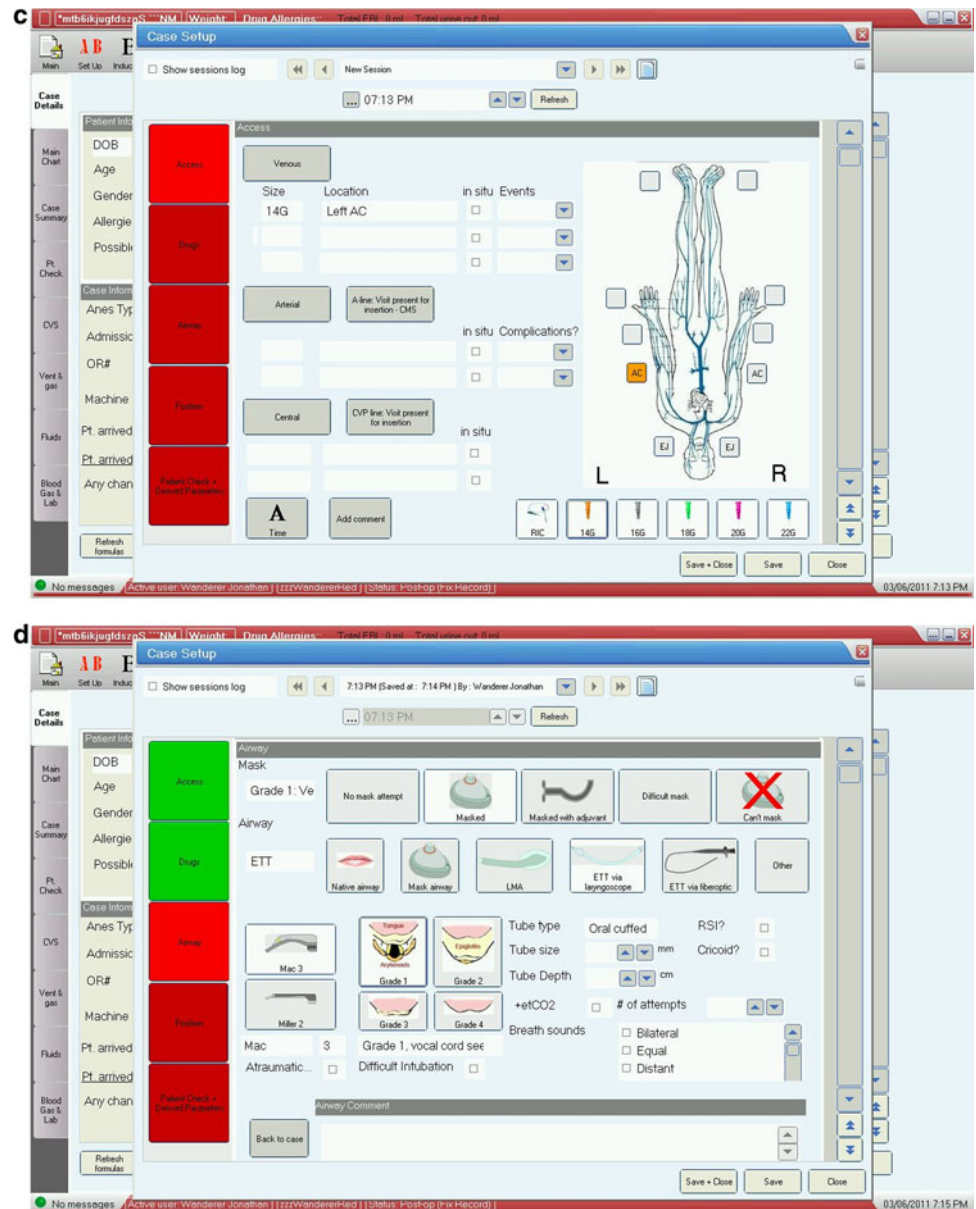 c
*mtb6ikjugfdszgS ```NM Weight: Drug Allergies:: Total EBL: 0 ml Total urine out: 0 ml
Case Setup
Main
A B
Set Up
Induc
Show sessions log
New Session
... 07:13 PM Refresh
Case Details
Main Chart
Case Summary
Pt. Check
CVS
Vent & gas
Fluids
Blood Gas & Lab
Patient Info
DOB
Age
Gender
Allergie
Possible
Case Inform
Anes Typ
Admissic
OR#
Machine
Pt. arrived
Pt. arrived
Any chan
Refresh formulas
Access
Drugs
Airway
Position
Patient Check + Derived Parameters
Access
Venous
Size Location in situ Events
14G Left AC
Arterial
A-line: Visit present for insertion - CMS
in situ Complications?
Central
CVP line: Visit present for insertion
in situ
A
Time
Add comment
AC AC
EJ EJ
L R
RIC 14G 16G 18G 20G 22G
Save + Close Save Close
No messages Active user: Wanderer Jonathan zzzWandererRed Status: PostOp (Fix Record) 03/06/2011 7:13 PM
d
*mtb6ikjugfdszgS ```NM Weight: Drug Allergies:: Total EBL: 0 ml Total urine out: 0 ml
Case Setup
Main
A B
Set Up
Induc
Show sessions log
7:13 PM (Saved at : 7:14 PM ) By : Wanderer Jonathan
... 07:13 PM Refresh
Case Details
Main Chart
Case Summary
Pt. Check
CVS
Vent & gas
Fluids
Blood Gas & Lab
Patient Info
DOB
Age
Gender
Allergie
Possible
Case Inform
Anes Typ
Admissic
OR#
Machine
Pt. arrived
Pt. arrived
Any chan
Refresh formulas
Access
Drugs
Airway
Position
Patient Check + Derived Parameters
Airway
Mask
Grade 1: Ve
No mask attempt
Masked
Masked with adjuvant
Difficult mask
Can't mask
Airway
ETT
Native airway
Mask airway
LMA
ETT via laryngoscope
ETT via fiberoptic
Other
Mac 3
Miller 2
Tongue
Arytenoids
Grade 1
Epiglottis
Grade 2
Grade 3
Grade 4
Mac 3 Grade 1, vocal cord see
Atraumatic... Difficult Intubation
Tube type Oral cuffed RSI?
Tube size mm Cricoid?
Tube Depth cm
+etCO2 # of attempts
Breath sounds
Bilateral
Equal
Distant
Airway Comment
Back to case
Save + Close Save Close
No messages Active user: Wanderer Jonathan zzzWandererRed Status: PostOp (Fix Record) 03/06/2011 7:15 PM